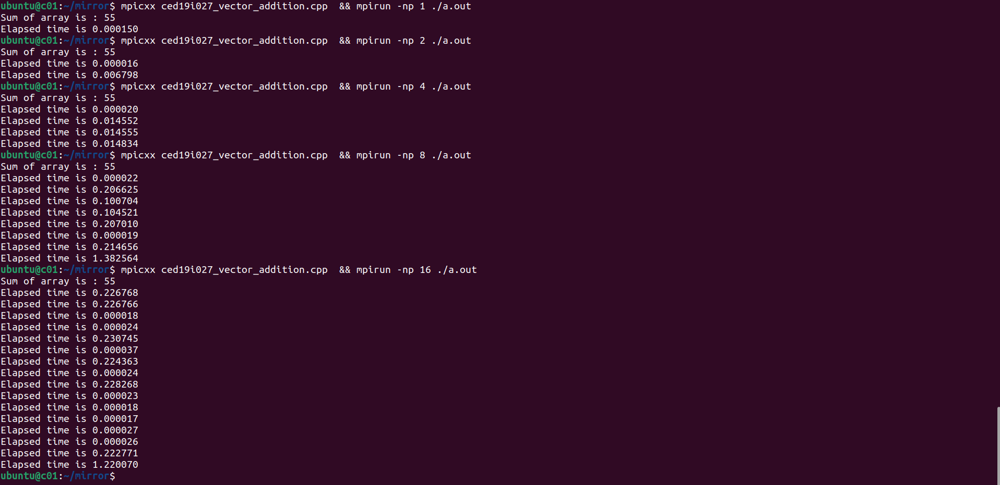 ubuntu@c01:~/mirror$ mpicxx ced19i027_vector_addition.cpp  && mpirun -np 1 ./a.out
Sum of array is : 55
Elapsed time is 0.000150
ubuntu@c01:~/mirror$ mpicxx ced19i027_vector_addition.cpp  && mpirun -np 2 ./a.out
Sum of array is : 55
Elapsed time is 0.000016
Elapsed time is 0.006798
ubuntu@c01:~/mirror$ mpicxx ced19i027_vector_addition.cpp  && mpirun -np 4 ./a.out
Sum of array is : 55
Elapsed time is 0.000020
Elapsed time is 0.014552
Elapsed time is 0.014555
Elapsed time is 0.014834
ubuntu@c01:~/mirror$ mpicxx ced19i027_vector_addition.cpp  && mpirun -np 8 ./a.out
Sum of array is : 55
Elapsed time is 0.000022
Elapsed time is 0.206625
Elapsed time is 0.100704
Elapsed time is 0.104521
Elapsed time is 0.207010
Elapsed time is 0.000019
Elapsed time is 0.214656
Elapsed time is 1.382564
ubuntu@c01:~/mirror$ mpicxx ced19i027_vector_addition.cpp  && mpirun -np 16 ./a.out
Sum of array is : 55
Elapsed time is 0.226768
Elapsed time is 0.226766
Elapsed time is 0.000018
Elapsed time is 0.000024
Elapsed time is 0.230745
Elapsed time is 0.000037
Elapsed time is 0.224363
Elapsed time is 0.000024
Elapsed time is 0.228268
Elapsed time is 0.000023
Elapsed time is 0.000018
Elapsed time is 0.000017
Elapsed time is 0.000027
Elapsed time is 0.000026
Elapsed time is 0.222771
Elapsed time is 1.220070
ubuntu@c01:~/mirror$